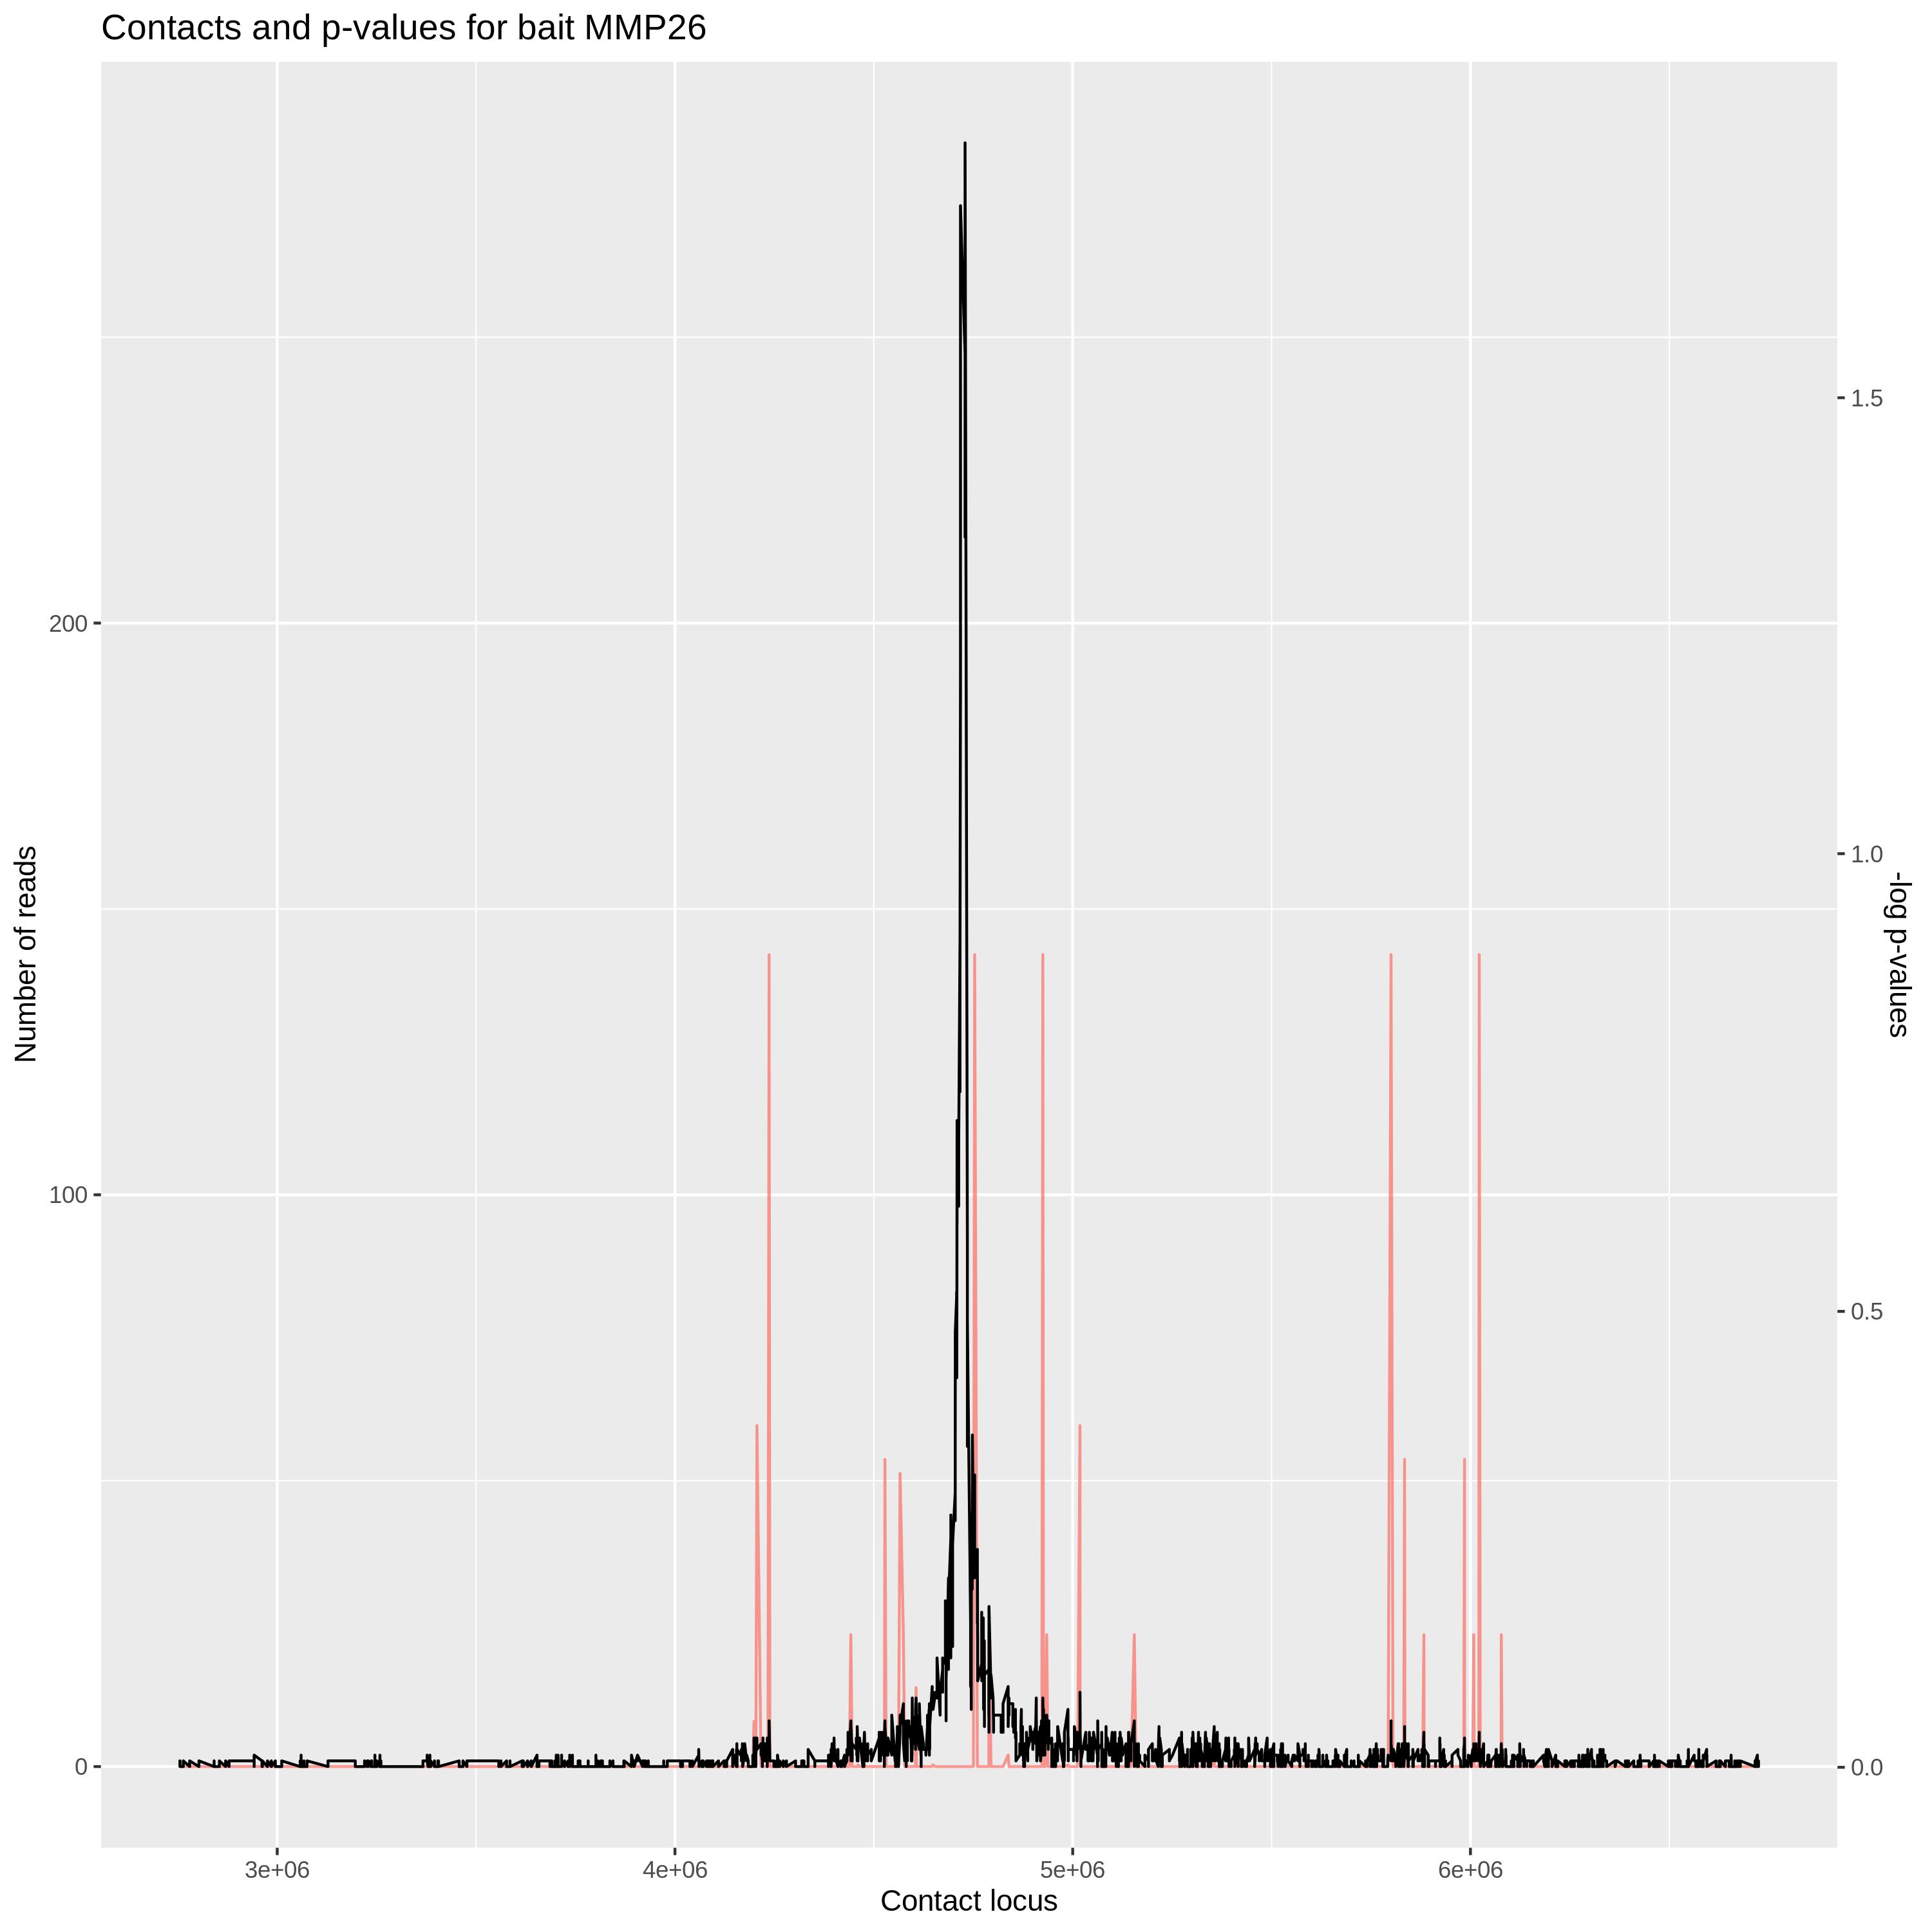 Contacts and p-values for bait MMP26
Number of reads
200
100
0
1.5
1.0
0.5
0.0
-log p-values
3e+06 4e+06 5e+06 6e+06
Contact locus